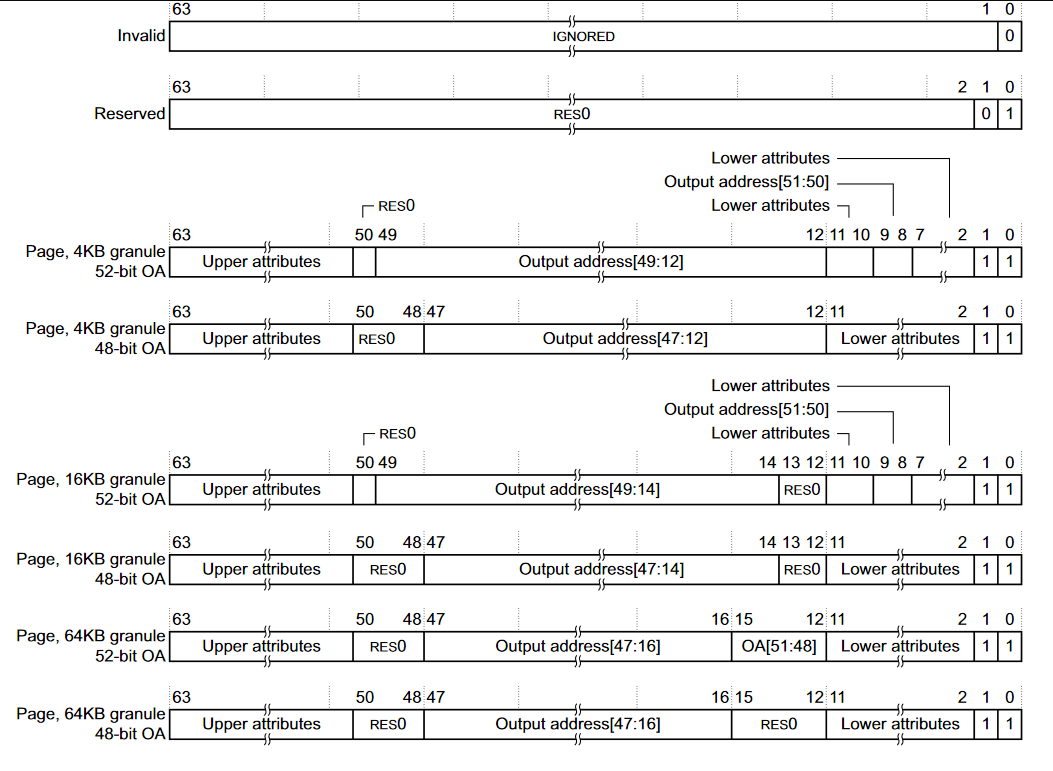 63 1 0
Invalid IGNORED 0
63 2 1 0
Reserved RES0 0 1
Lower attributes
Output address[51:50]
RES0 Lower attributes
63 50 49 12 11 10 9 8 7 2 1 0
Page, 4KB granule
52-bit OA
Upper attributes Output address[49:12] 1 1
63 50 48 47 12 11 2 1 0
Page, 4KB granule
48-bit OA
Upper attributes RES0 Output address[47:12] Lower attributes 1 1
Lower attributes
Output address[51:50]
RES0 Lower attributes
63 50 49 14 13 12 11 10 9 8 7 2 1 0
Page, 16KB granule
52-bit OA
Upper attributes Output address[49:14] RES0 1 1
63 50 48 47 14 13 12 11 2 1 0
Page, 16KB granule
48-bit OA
Upper attributes RES0 Output address[47:14] RES0 Lower attributes 1 1
63 50 48 47 16 15 12 11 2 1 0
Page, 64KB granule
52-bit OA
Upper attributes RES0 Output address[47:16] OA[51:48] Lower attributes 1 1
63 50 48 47 16 15 12 11 2 1 0
Page, 64KB granule
48-bit OA
Upper attributes RES0 Output address[47:16] RES0 Lower attributes 1 1